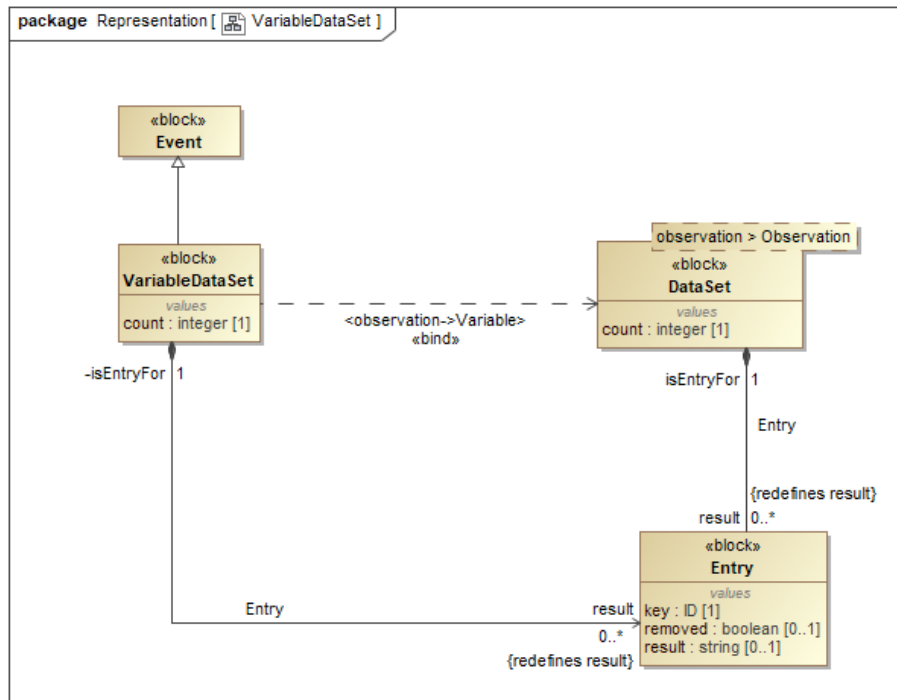 package Representation [ VariableDataSet ]
«block»
Event
«block»
VariableDataSet
values
count : integer [1]
<observation->Variable>
«bind»
observation > Observation
«block»
DataSet
values
count : integer [1]
-isEntryFor 1
isEntryFor 1
Entry
{redefines result}
result 0..*
«block»
Entry
values
key : ID [1]
removed : boolean [0..1]
result : string [0..1]
Entry
result
0..*
{redefines result}